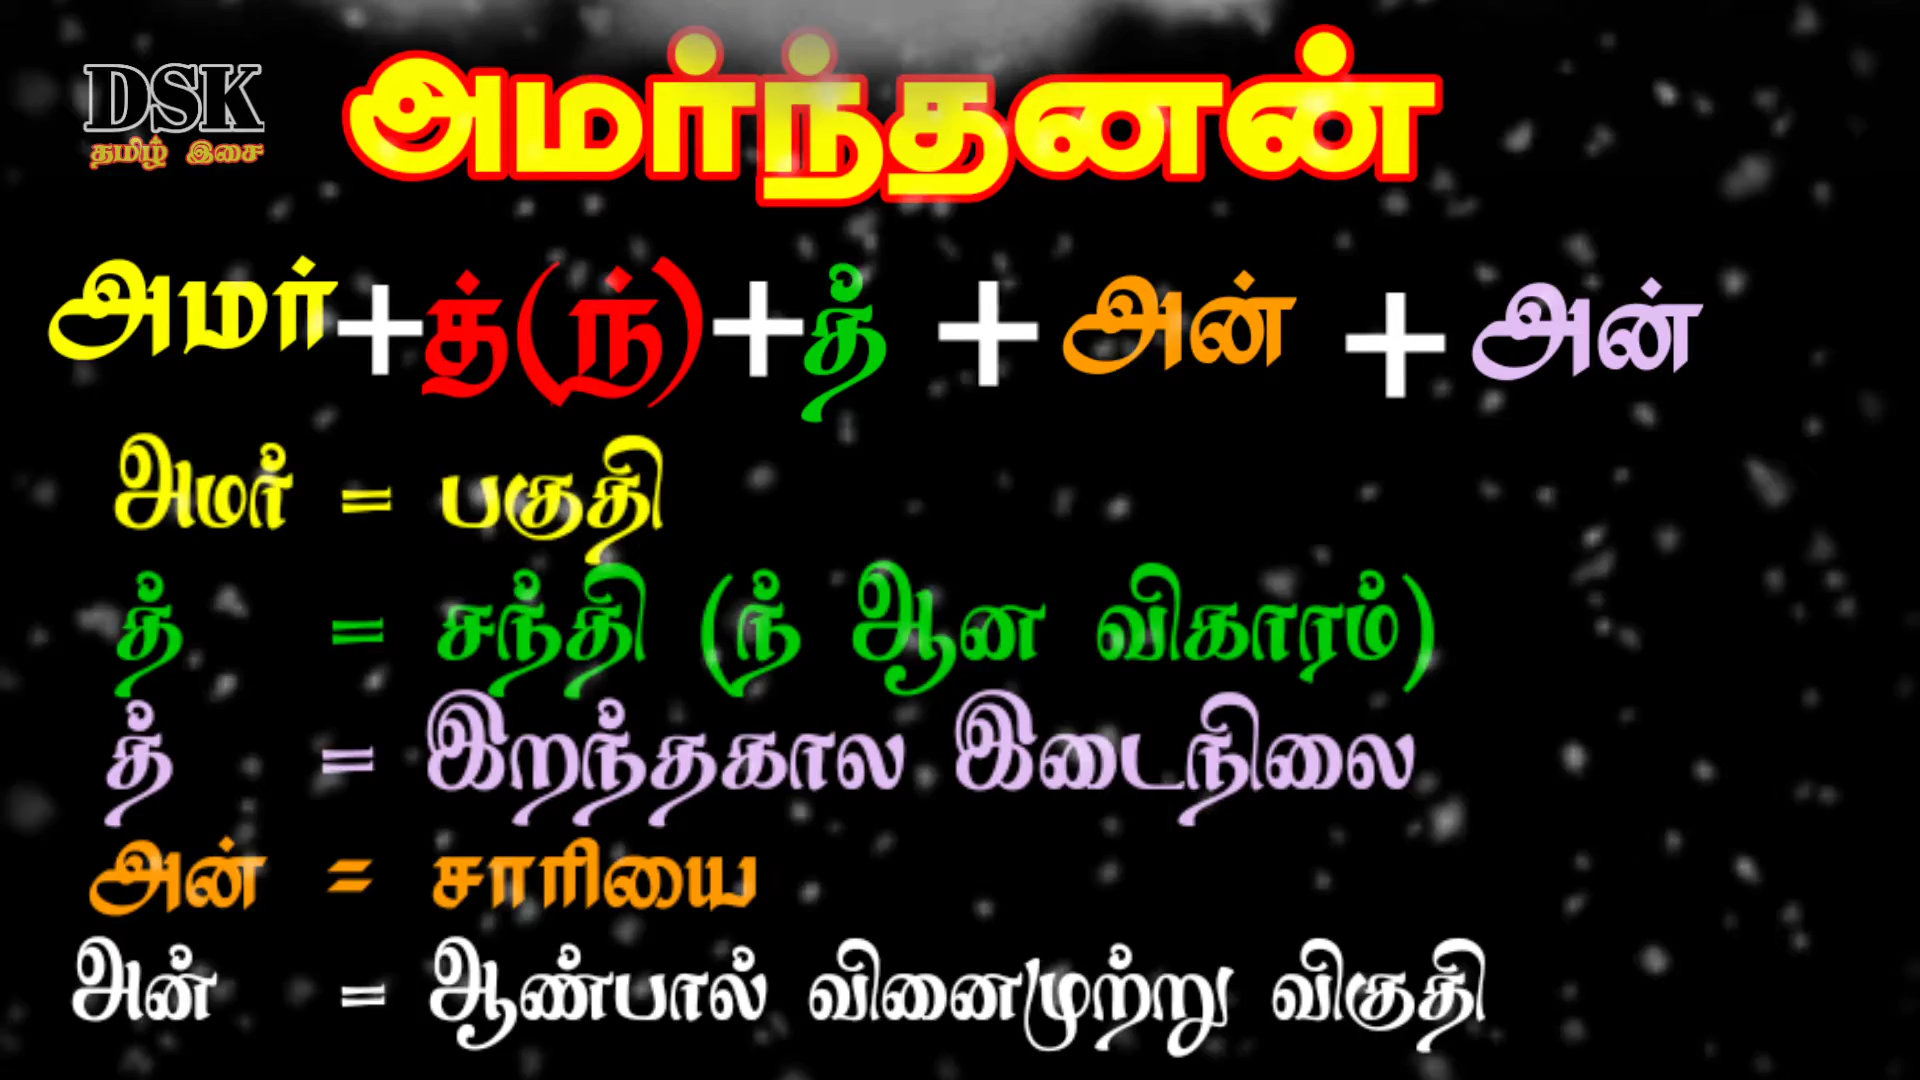 DSK
தமிழ் இசை
அமர்ந்தனன்
அமர்+த்(ந்)+த் + அன் + அன்
அமர் = பகுதி
த் = சந்தி (ந் ஆன விகாரம்)
த் = இறந்தகால இடைநிலை
அன் = சாரியை
அன் = ஆண்பால் வினைமுற்று விகுதி